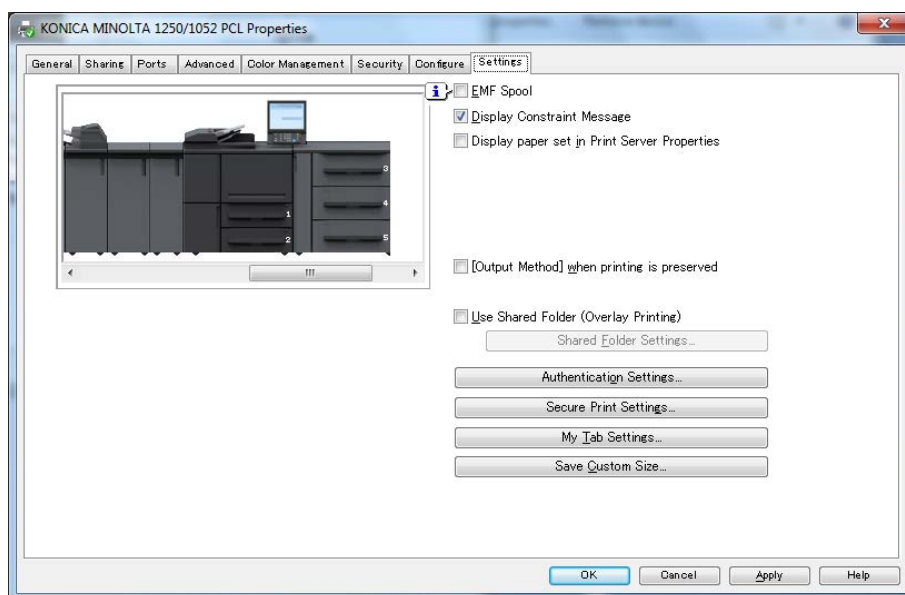 KONICA MINOLTA 1250/1052 PCL Properties
General Sharing Ports Advanced Color Management Security Configure Settings
EMF Spool
Display Constraint Message
Display paper set in Print Server Properties
1
2
3
4
5
[Output Method] when printing is preserved
Use Shared Folder (Overlay Printing)
Shared Folder Settings...
Authentication Settings...
Secure Print Settings...
My Tab Settings...
Save Custom Size...
OK Cancel Apply Help